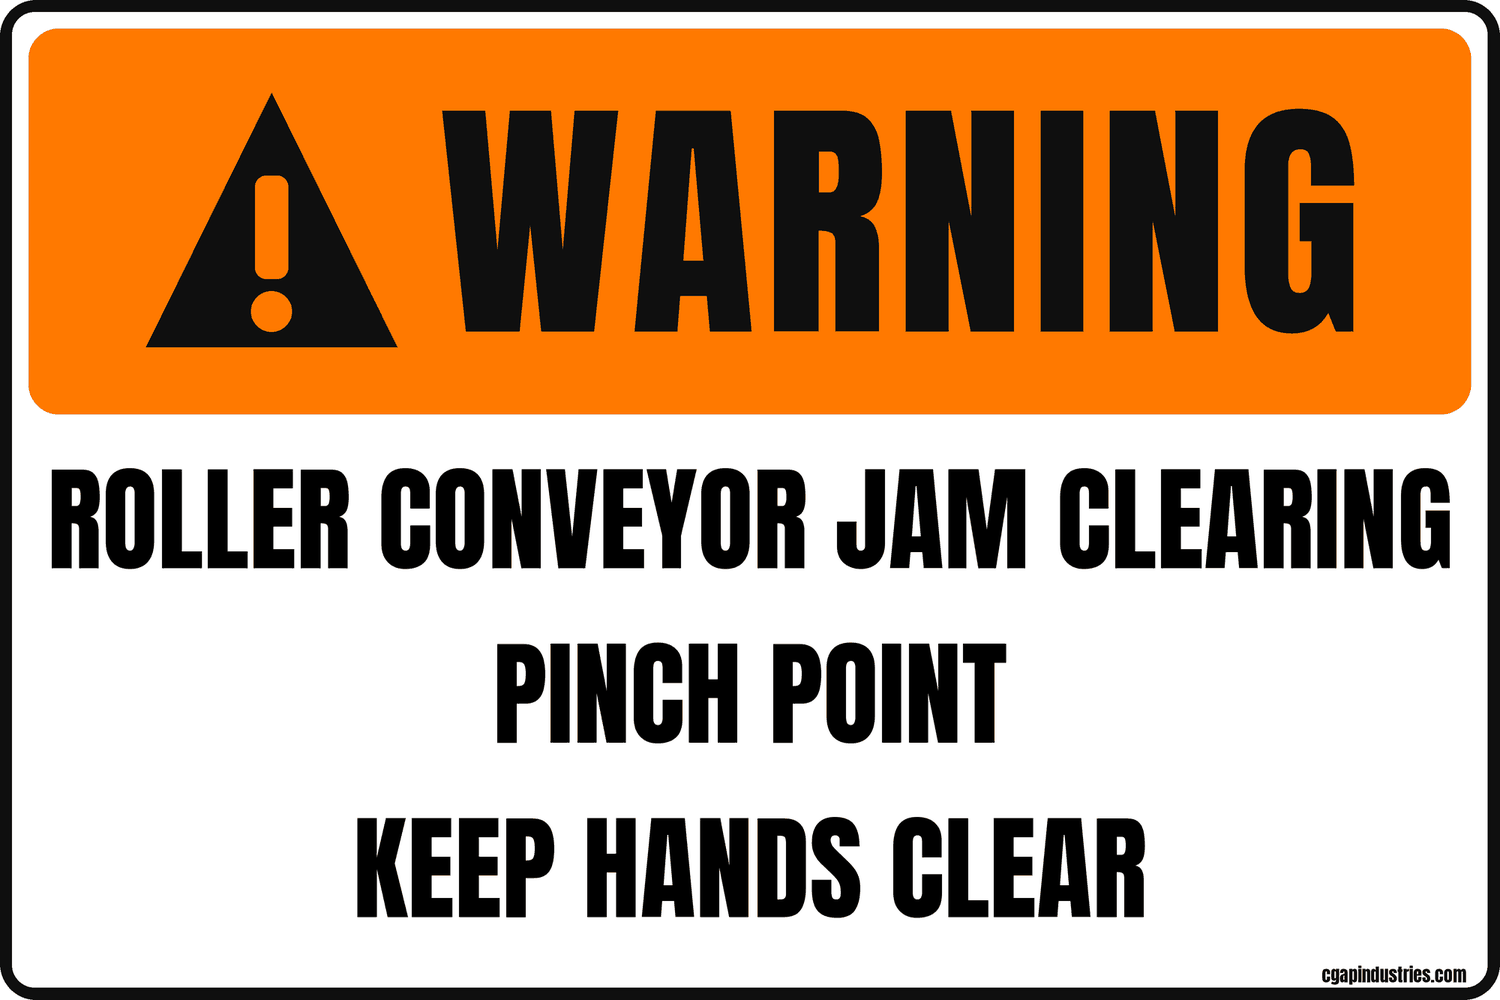 WARNING
ROLLER CONVEYOR JAM CLEARING
PINCH POINT
KEEP HANDS CLEAR
cgapindustries.com